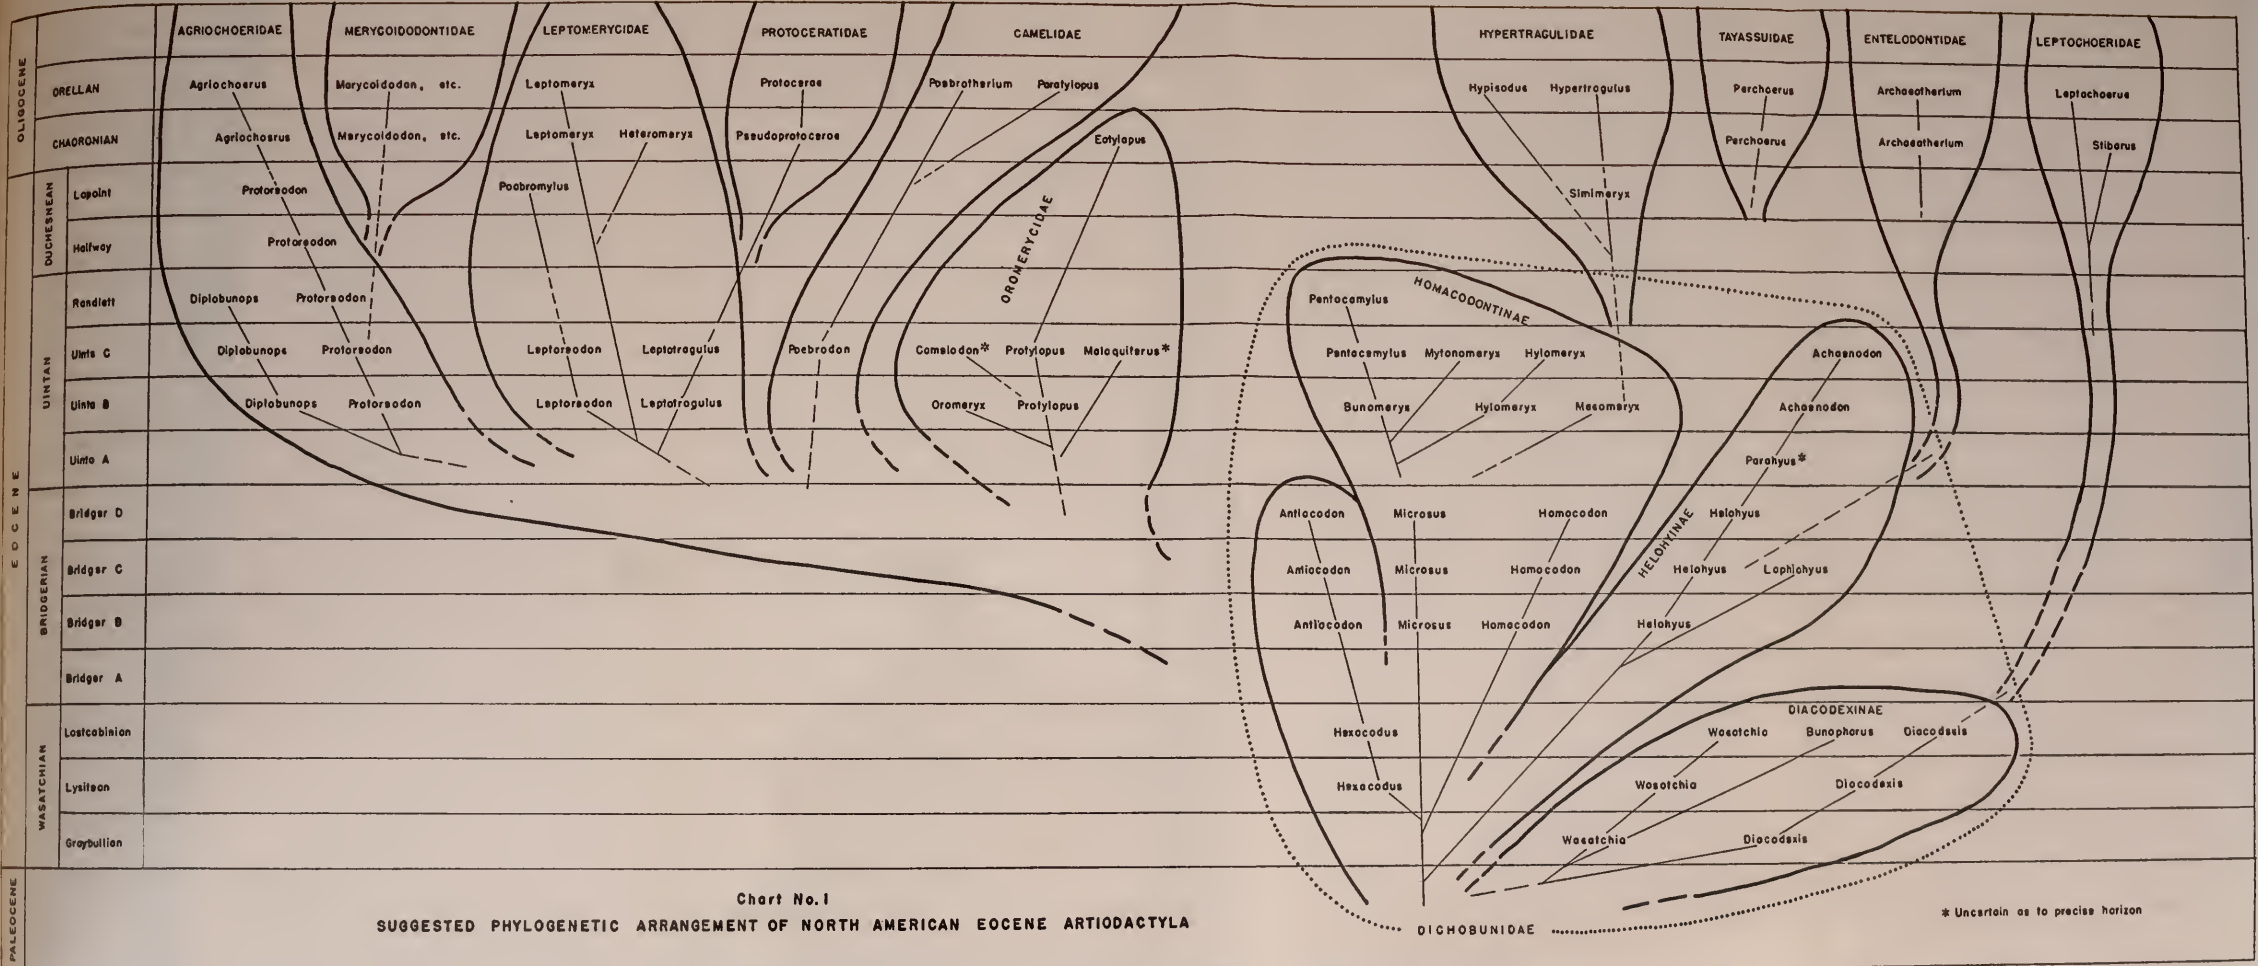 AGRIOCHOERIDAE MERYCOIDODONTIDAE LEPTOMERYCIDAE PROTOCERATIDAE CAMELIDAE HYPERTRAGULIDAE TAYASSUIDAE ENTELODONTIDAE LEPTOCHOERIDAE
OLIGOCENE
ORELLAN Agriochoerus Merycoidodon, etc. Leptomeryx Protoceras Poebrotherium Paratylopus Hypisodus Hypertragulus Perchoerus Archaeotherium Leptochoerus
CHADRONIAN Agriochoerus Merycoidodon, etc. Leptomeryx Heteromeryx Pseudoprotoceras Eotylopus Perchoerus Archaeotherium Stibarus
EOCENE
DUCHESNEAN
Lapoint Protoreodon Poabromylus Simimeryx
Halfway Protoreodon
OROMERYCIDAE
HOMACODONTINAE
UINTAN
Randlett Diplobunops Protoreodon Pentacemylus
Uinta C Diplobunops Protoreodon Leptoreodon Leptotragulus Poebrodon Camelodon* Protylopus Malaquiferus* Pentacemylus Mytonomeryx Hylomeryx Achaenodon
Uinta B Diplobunops Protoreodon Leptoreodon Leptotragulus Oromeryx Protylopus Bunomeryx Hylomeryx Mesomeryx Achaenodon
Uinta A Parahyus*
BRIDGERIAN
Bridger D Antiacodon Microsus Homacodon Helohyus
HELOHYINAE
Bridger C Antiacodon Microsus Homacodon Helohyus Lophiohyus
Bridger B Antiacodon Microsus Homacodon Helohyus
Bridger A
WASATCHIAN
DIACODEXINAE
Lostcabinian Hexacodus Wasatchia Bunophorus Diacodexis
Lysitean Hexacodus Wasatchia Diacodexis
Graybullian Wasatchia Diacodexis
PALEOCENE
Chart No. 1
SUGGESTED PHYLOGENETIC ARRANGEMENT OF NORTH AMERICAN EOCENE ARTIODACTYLA
DICHOBUNIDAE
* Uncertain as to precise horizon